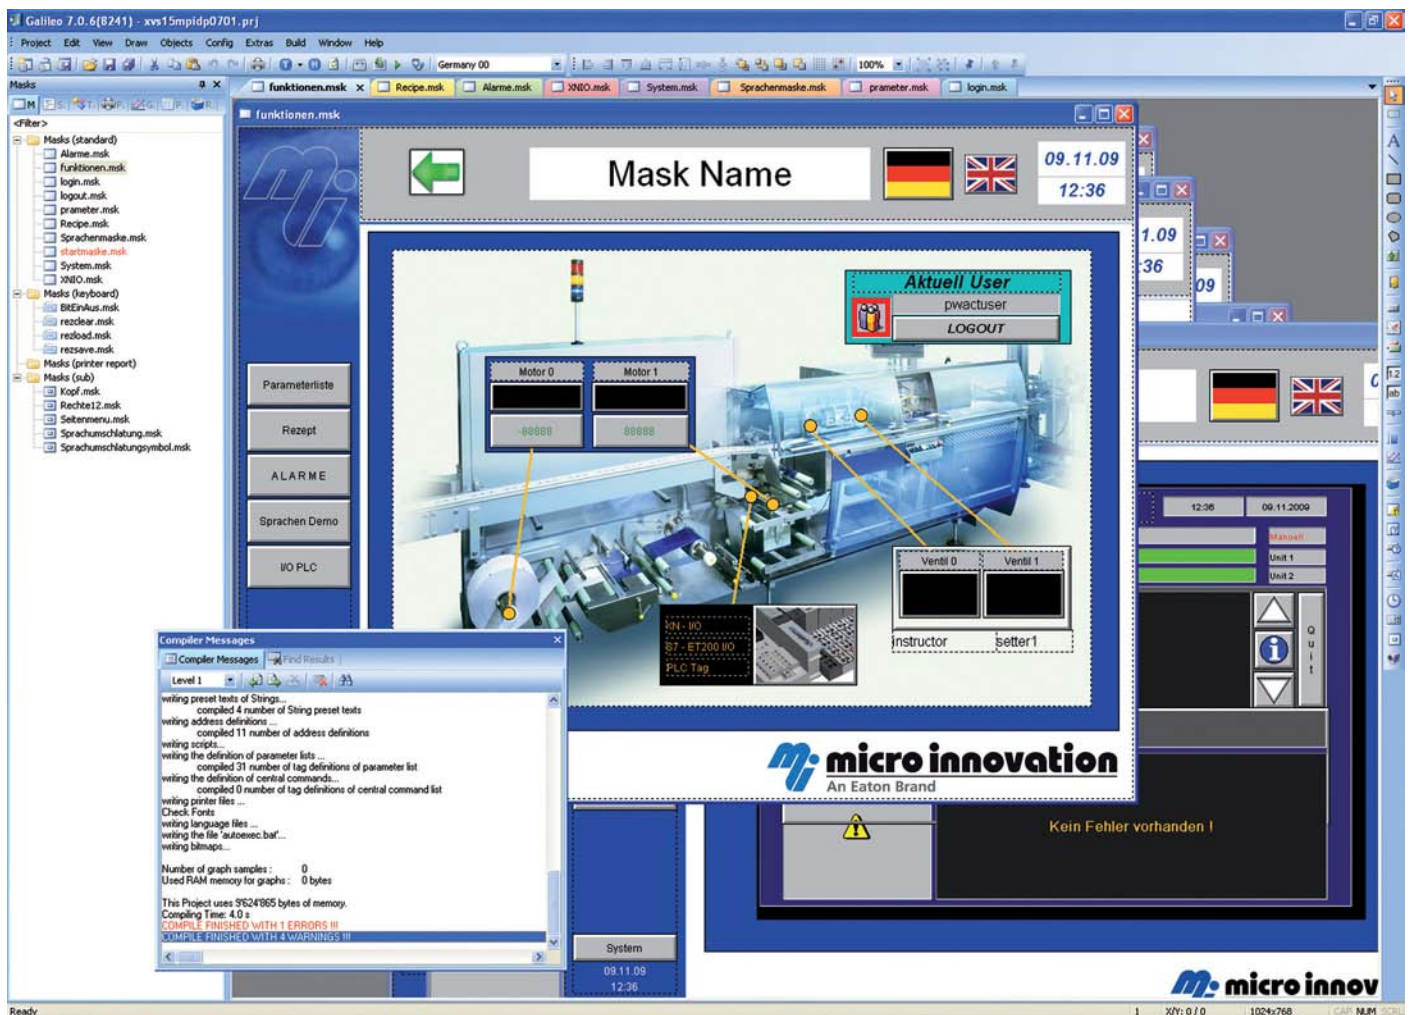 Galileo 7.0.6(8241) - xvs15mpidp0701.prj
Project Edit View Draw Objects Config Extras Build Window Help
Germany 00
100%
Masks
funktionen.msk
Recipe.msk
Alarme.msk
XNIO.msk
System.msk
Sprachenmaske.msk
prameter.msk
login.msk
<Filter>
Masks (standard)
Alarme.msk
funktionen.msk
login.msk
logout.msk
prameter.msk
Recipe.msk
Sprachenmaske.msk
startmaske.msk
System.msk
XNIO.msk
Masks (keyboard)
BitEinAus.msk
rezclear.msk
rezload.msk
rezsave.msk
Masks (printer report)
Masks (sub)
Kopf.msk
Rechte12.msk
Seitenmenu.msk
Sprachumschlatung.msk
Sprachumschlatungsymbol.msk
funktionen.msk
Mask Name
09.11.09
12:36
Aktuell User
pwactuser
LOGOUT
Motor 0
Motor 1
-88888
88888
Parameterliste
Rezept
ALARME
Sprachen Demo
I/O PLC
Ventil 0
Ventil 1
instructor
setter1
XN - I/O
S7 - ET200 I/O
PLC Tag
micro innovation
An Eaton Brand
1.09
:36
09
12:36
09.11.2009
Manuell
Unit 1
Unit 2
Quit
Kein Fehler vorhanden !
Compiler Messages
Compiler Messages
Find Results
Level 1
writing preset texts of Strings...
compiled 4 number of String preset texts
writing address definitions ...
compiled 11 number of address definitions
writing scripts...
writing the definition of parameter lists ...
compiled 31 number of tag definitions of parameter list
writing the definition of central commands...
compiled 0 number of tag definitions of central command list
writing printer files ...
Check Fonts
writing language files ...
writing the file 'autoexec.bat'...
writing bitmaps...
Number of graph samples : 0
Used RAM memory for graphs : 0 bytes
This Project uses 9'624'865 bytes of memory.
Compiling Time: 4.0 s
COMPILE FINISHED WITH 1 ERRORS !!!
COMPILE FINISHED WITH 4 WARNINGS !!!
System
09.11.09
12:36
micro innov
Ready
1
X/Y: 0 / 0
1024x768
CAP NUM SCRL